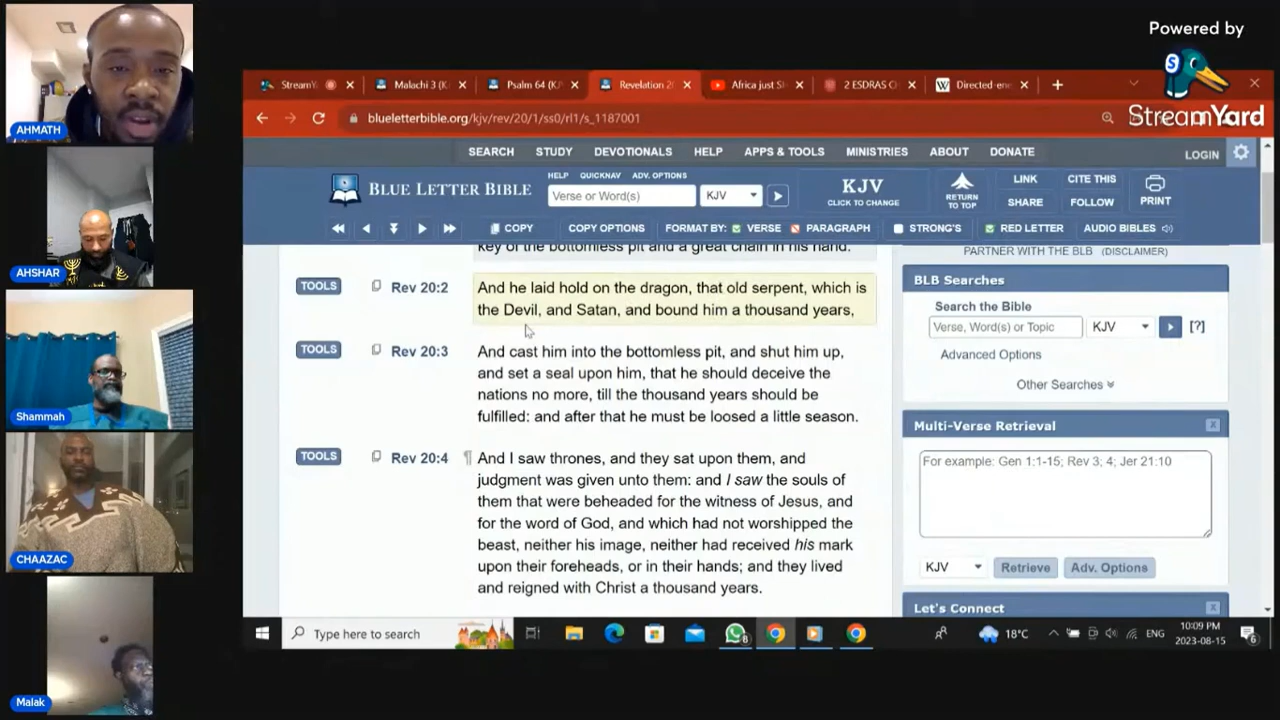 AHMATH
AHSHAR
Shammah
CHAAZAC
Malak
Powered by
S
StreamYard
StreamYa
Malachi 3 (K
Psalm 64 (K
Revelation 2
Africa just S
2 ESDRAS C
Directed-en
blueletterbible.org/kjv/rev/20/1/ss0/rl1/s_1187001
SEARCH STUDY DEVOTIONALS HELP APPS & TOOLS MINISTRIES ABOUT DONATE
LOGIN
BLUE LETTER BIBLE
HELP QUICKNAV ADV. OPTIONS
Verse or Word(s)
KJV
KJV
CLICK TO CHANGE
RETURN
TO TOP
LINK
SHARE
CITE THIS
FOLLOW
PRINT
COPY COPY OPTIONS FORMAT BY: VERSE PARAGRAPH STRONG'S RED LETTER AUDIO BIBLES
key of the bottomless pit and a great chain in his hand.
TOOLS Rev 20:2 And he laid hold on the dragon, that old serpent, which is
the Devil, and Satan, and bound him a thousand years,
TOOLS Rev 20:3 And cast him into the bottomless pit, and shut him up,
and set a seal upon him, that he should deceive the
nations no more, till the thousand years should be
fulfilled: and after that he must be loosed a little season.
TOOLS Rev 20:4 ¶ And I saw thrones, and they sat upon them, and
judgment was given unto them: and I saw the souls of
them that were beheaded for the witness of Jesus, and
for the word of God, and which had not worshipped the
beast, neither his image, neither had received his mark
upon their foreheads, or in their hands; and they lived
and reigned with Christ a thousand years.
PARTNER WITH THE BLB (DISCLAIMER)
BLB Searches
Search the Bible
Verse, Word(s) or Topic
KJV
[?]
Advanced Options
Other Searches
Multi-Verse Retrieval
X
For example: Gen 1:1-15; Rev 3; 4; Jer 21:10
KJV
Retrieve
Adv. Options
Let's Connect
X
Type here to search
8
18°C
ENG
10:09 PM
2023-08-15
6